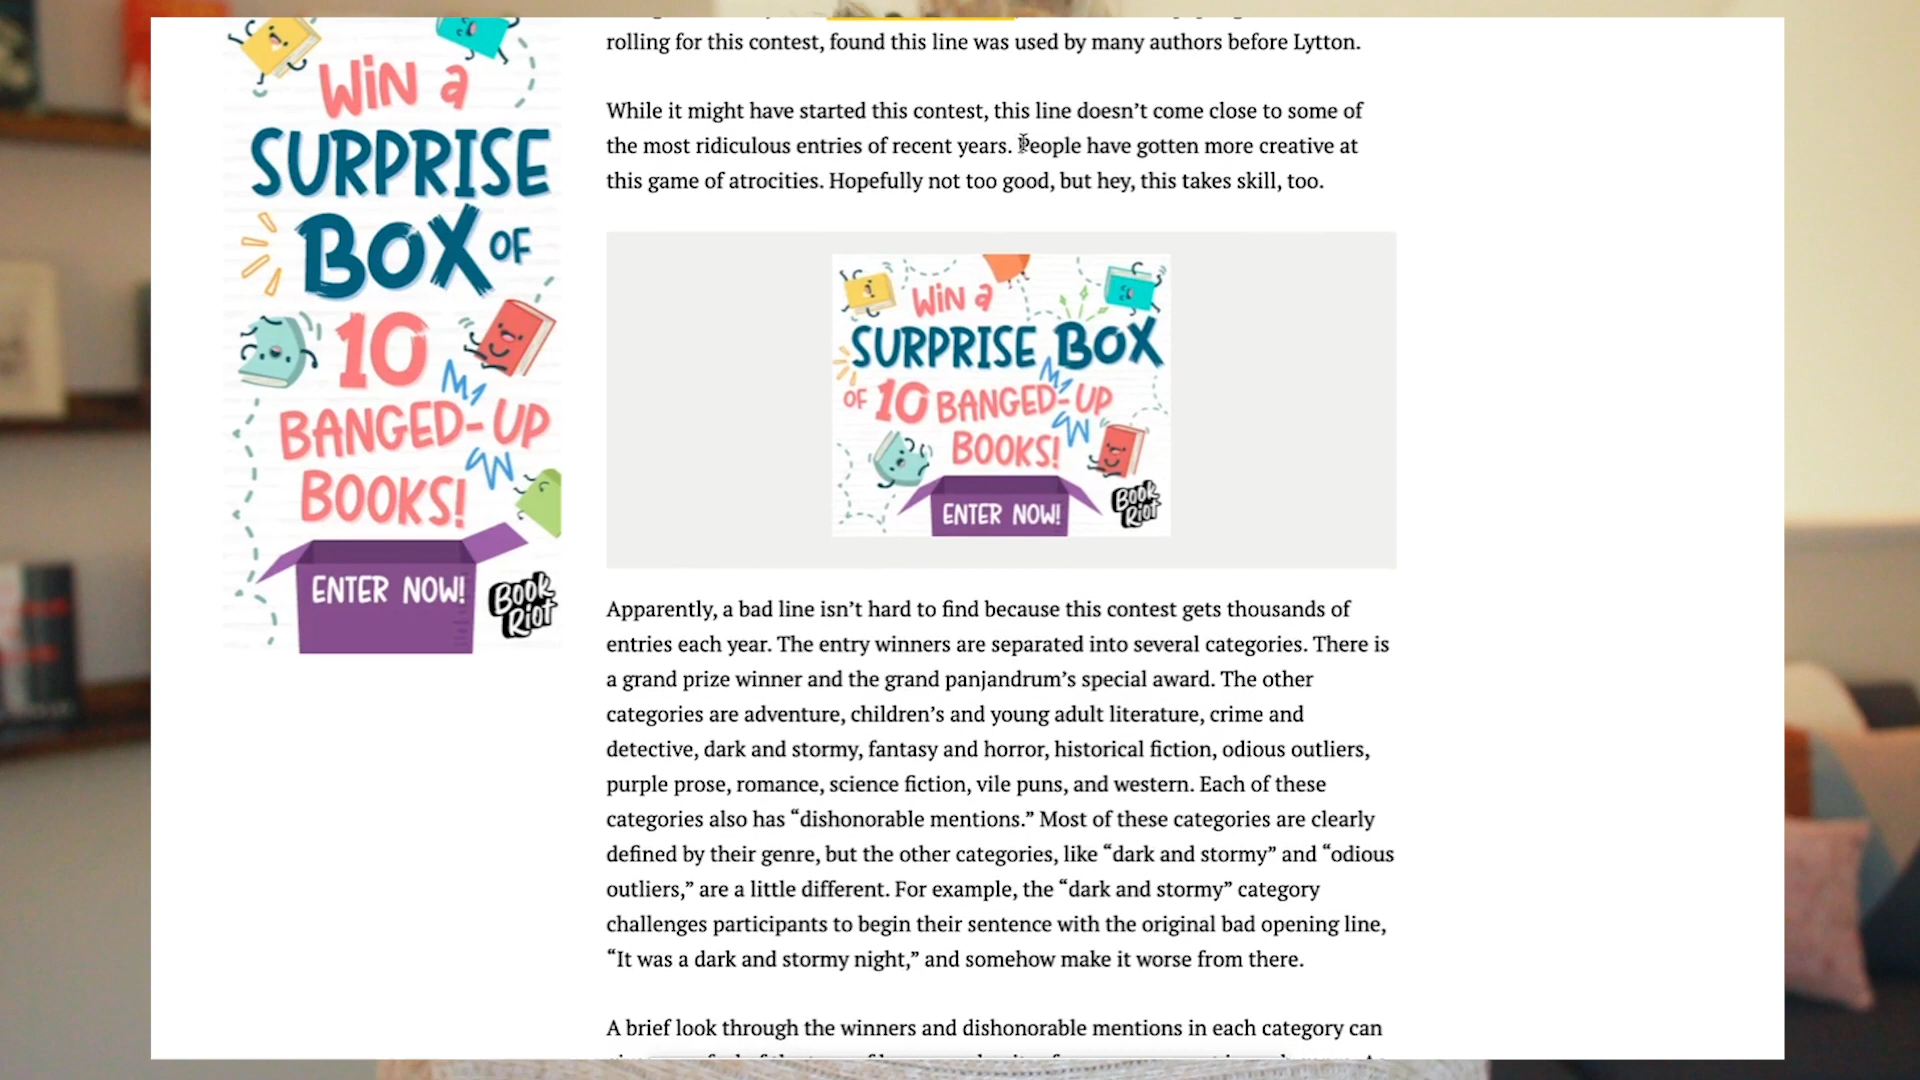 WIN a
SURPRISE
BOX OF
10
BANGED-UP
BOOKS!
ENTER NOW!
BOOK
RIOT
rolling for this contest, found this line was used by many authors before Lytton.
While it might have started this contest, this line doesn’t come close to some of
the most ridiculous entries of recent years. People have gotten more creative at
this game of atrocities. Hopefully not too good, but hey, this takes skill, too.
WIN a
SURPRISE BOX
OF 10 BANGED-UP
BOOKS!
ENTER NOW!
BOOK
RIOT
Apparently, a bad line isn’t hard to find because this contest gets thousands of
entries each year. The entry winners are separated into several categories. There is
a grand prize winner and the grand panjandrum’s special award. The other
categories are adventure, children’s and young adult literature, crime and
detective, dark and stormy, fantasy and horror, historical fiction, odious outliers,
purple prose, romance, science fiction, vile puns, and western. Each of these
categories also has “dishonorable mentions.” Most of these categories are clearly
defined by their genre, but the other categories, like “dark and stormy” and “odious
outliers,” are a little different. For example, the “dark and stormy” category
challenges participants to begin their sentence with the original bad opening line,
“It was a dark and stormy night,” and somehow make it worse from there.
A brief look through the winners and dishonorable mentions in each category can